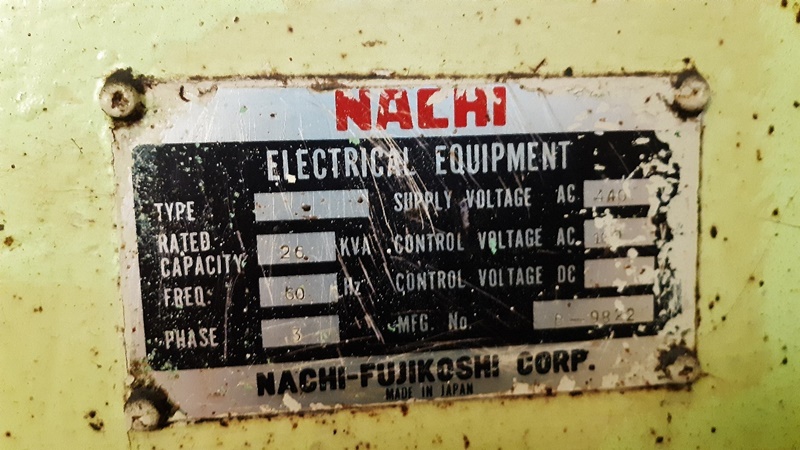 NACHI
ELECTRICAL EQUIPMENT
TYPE -
RATED CAPACITY 26 KVA
FREQ. 60 Hz
PHASE 3
SUPPLY VOLTAGE AC 440
CONTROL VOLTAGE AC
CONTROL VOLTAGE DC
MFG. No. -9822
NACHI-FUJIKOSHI CORP.
MADE IN JAPAN